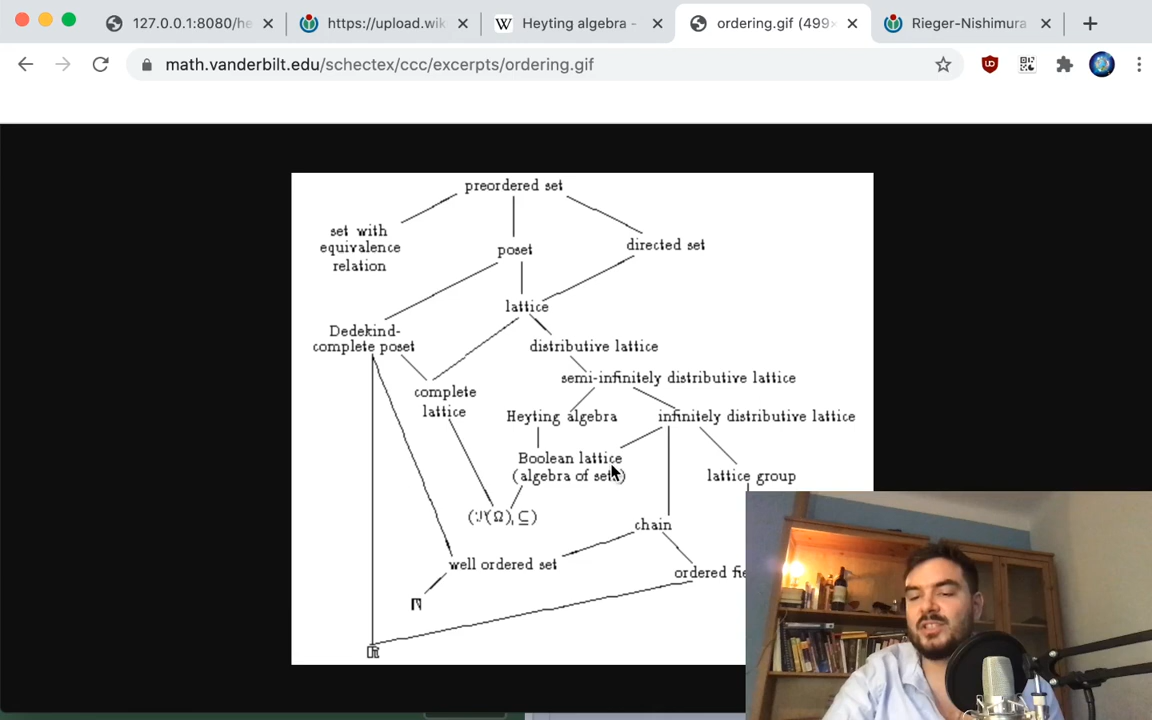 127.0.0.1:8080/he
https://upload.wik
Heyting algebra -
ordering.gif (499×
Rieger-Nishimura
math.vanderbilt.edu/schectex/ccc/excerpts/ordering.gif
preordered set
set with
equivalence
relation
poset
directed set
lattice
Dedekind-
complete poset
distributive lattice
semi-infinitely distributive lattice
complete
lattice
Heyting algebra
infinitely distributive lattice
Boolean lattice
(algebra of sets)
lattice group
(𝒫(Ω), ⊆)
chain
well ordered set
ordered fie
ℕ
ℝ